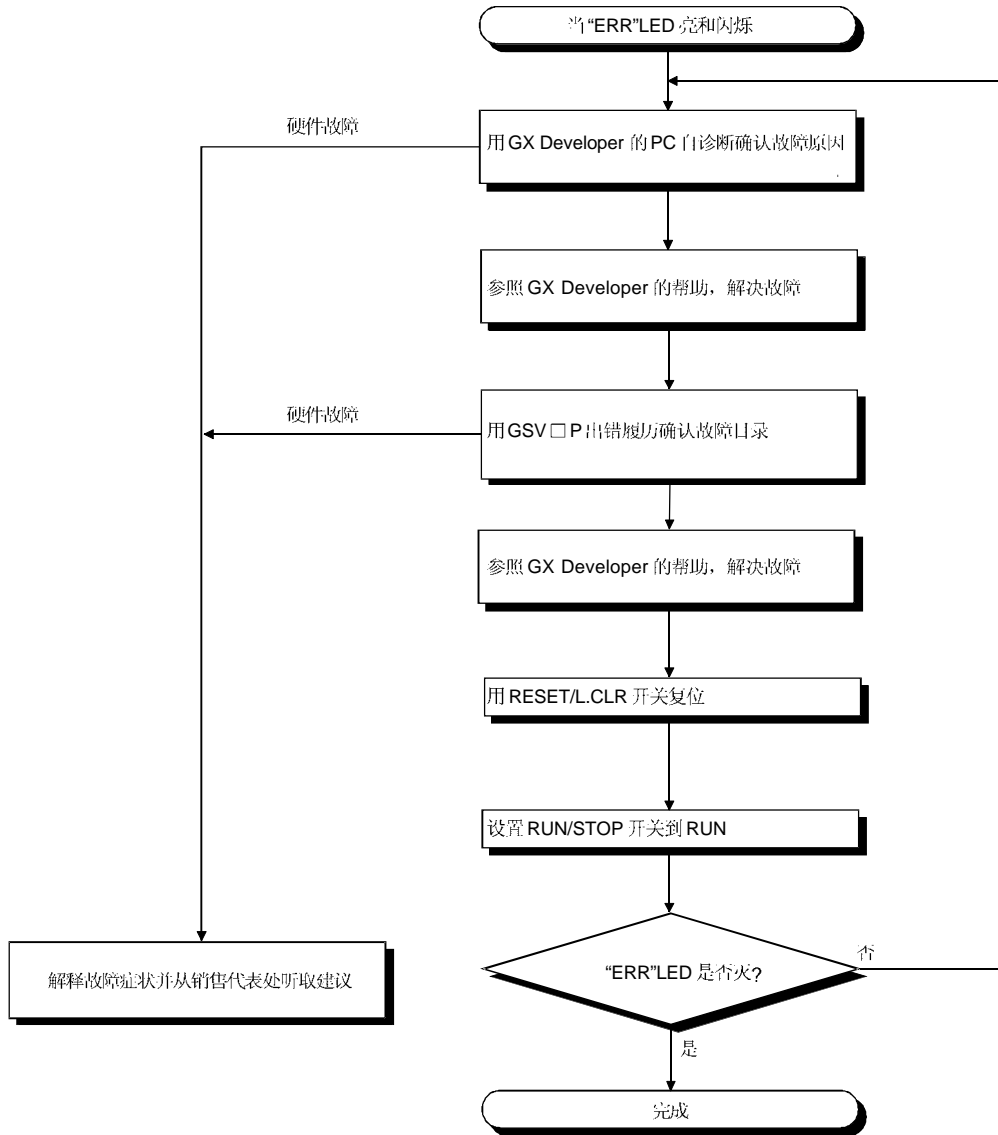 当“ERR”LED 亮和闪烁
硬件故障
用 GX Developer 的 PC 自诊断确认故障原因
参照 GX Developer 的帮助，解决故障
硬件故障
用 GSV □ P 出错履历确认故障目录
参照 GX Developer 的帮助，解决故障
用 RESET/L.CLR 开关复位
设置 RUN/STOP 开关到 RUN
解释故障症状并从销售代表处听取建议
“ERR”LED 是否灭?
否
是
完成